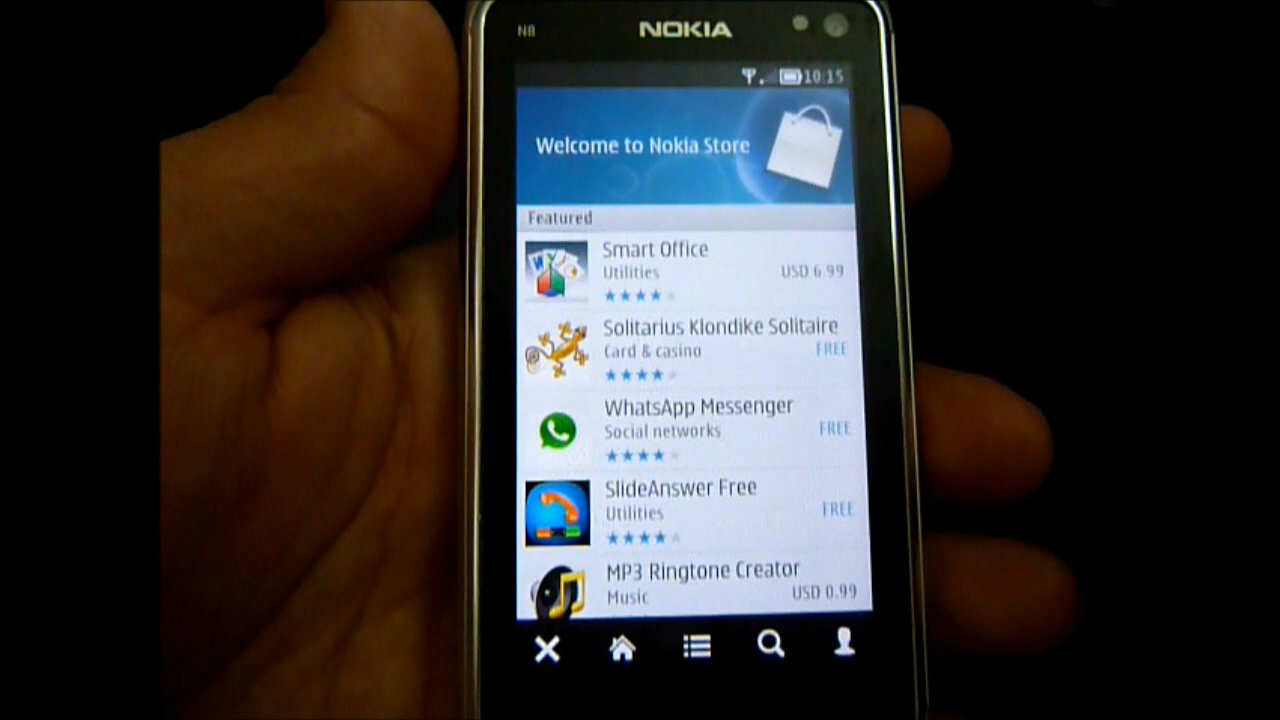 N8
NOKIA
10:15
Welcome to Nokia Store
Featured
Smart Office
Utilities
USD 6.99
Solitarius Klondike Solitaire
Card & casino
FREE
WhatsApp Messenger
Social networks
FREE
SlideAnswer Free
Utilities
FREE
MP3 Ringtone Creator
Music
USD 0.99